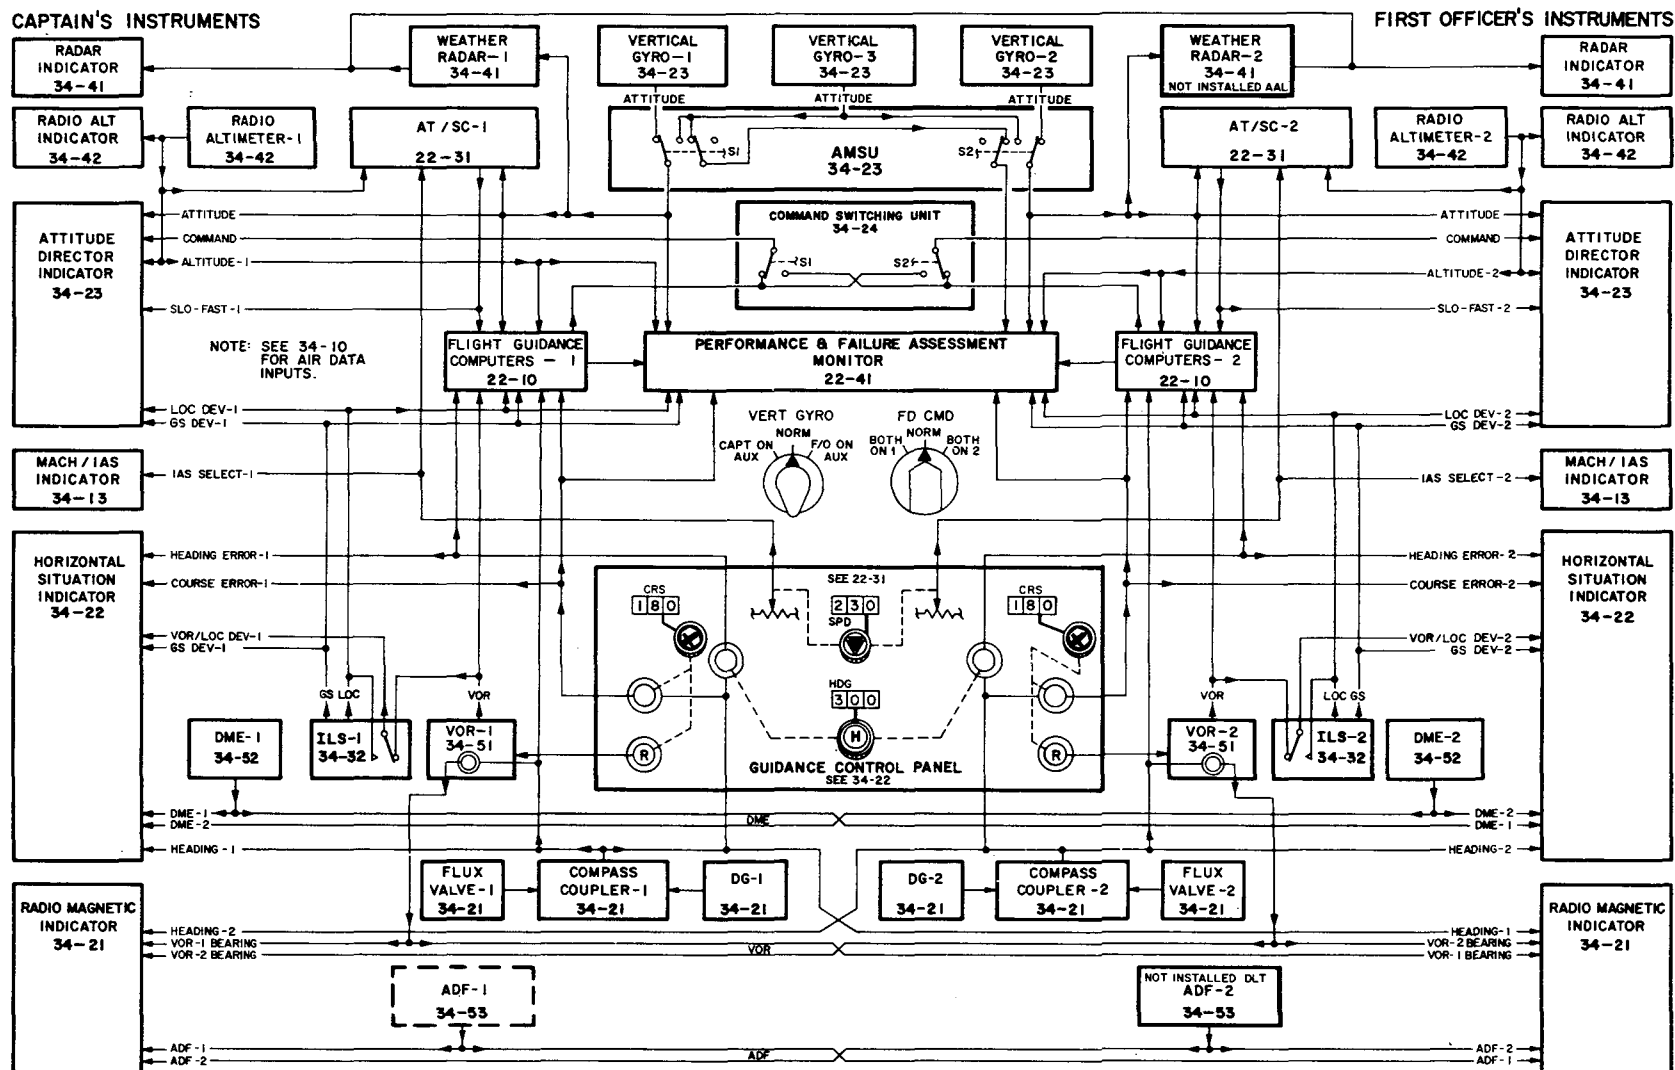 CAPTAIN'S INSTRUMENTS
FIRST OFFICER'S INSTRUMENTS
RADAR
INDICATOR
34-41
WEATHER
RADAR-1
34-41
VERTICAL
GYRO-1
34-23
VERTICAL
GYRO-3
34-23
VERTICAL
GYRO-2
34-23
WEATHER
RADAR-2
34-41
NOT INSTALLED AAL
RADAR
INDICATOR
34-41
ATTITUDE
ATTITUDE
ATTITUDE
RADIO ALT
INDICATOR
34-42
RADIO
ALTIMETER-1
34-42
AT/SC-1
22-31
S1
AMSU
34-23
S2
AT/SC-2
22-31
RADIO
ALTIMETER-2
34-42
RADIO ALT
INDICATOR
34-42
ATTITUDE
DIRECTOR
INDICATOR
34-23
ATTITUDE
COMMAND
ALTITUDE-1
SLO-FAST-1
COMMAND SWITCHING UNIT
34-24
S1
S2
ATTITUDE
COMMAND
ALTITUDE-2
SLO-FAST-2
ATTITUDE
DIRECTOR
INDICATOR
34-23
NOTE: SEE 34-10
FOR AIR DATA
INPUTS.
FLIGHT GUIDANCE
COMPUTERS - 1
22-10
PERFORMANCE & FAILURE ASSESSMENT
MONITOR
22-41
FLIGHT GUIDANCE
COMPUTERS - 2
22-10
LOC DEV-1
GS DEV-1
LOC DEV-2
GS DEV-2
VERT GYRO
NORM
CAPT ON
AUX
F/O ON
AUX
FD CMD
NORM
BOTH
ON 1
BOTH
ON 2
MACH/IAS
INDICATOR
34-13
IAS SELECT-1
IAS SELECT-2
MACH/IAS
INDICATOR
34-13
HORIZONTAL
SITUATION
INDICATOR
34-22
HEADING ERROR-1
COURSE ERROR-1
VOR/LOC DEV-1
GS DEV-1
HEADING ERROR-2
COURSE ERROR-2
VOR/LOC DEV-2
GS DEV-2
HORIZONTAL
SITUATION
INDICATOR
34-22
SEE 22-31
CRS
180
230
SPD
CRS
180
HDG
300
H
R
R
GUIDANCE CONTROL PANEL
SEE 34-22
GS LOC
VOR
VOR
LOC GS
DME-1
34-52
ILS-1
34-32
VOR-1
34-51
VOR-2
34-51
ILS-2
34-32
DME-2
34-52
DME-1
DME-2
DME
DME-2
DME-1
HEADING-1
HEADING-2
FLUX
VALVE-1
34-21
COMPASS
COUPLER-1
34-21
DG-1
34-21
DG-2
34-21
COMPASS
COUPLER-2
34-21
FLUX
VALVE-2
34-21
RADIO MAGNETIC
INDICATOR
34-21
HEADING-2
VOR-1 BEARING
VOR-2 BEARING
VOR
HEADING-1
VOR-2 BEARING
VOR-1 BEARING
RADIO MAGNETIC
INDICATOR
34-21
ADF-1
34-53
NOT INSTALLED DLT
ADF-2
34-53
ADF-1
ADF-2
ADF
ADF-2
ADF-1